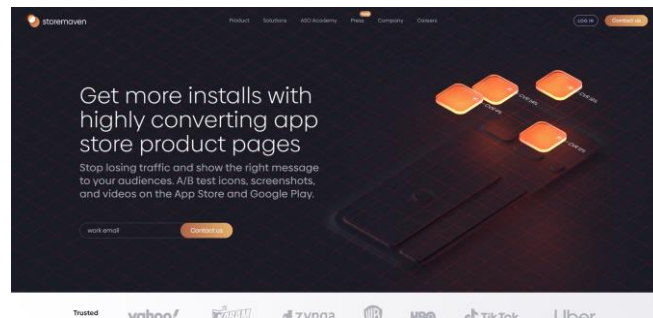 storemaven
Product Solutions ASO Academy Press Company Careers
LOG IN
Contact us
Get more installs with
highly converting app
store product pages
Stop losing traffic and show the right message
to your audiences. A/B test icons, screenshots,
and videos on the App Store and Google Play.
work email
Contact us
Trusted
yahoo!
zynga
WB
HBO
TikTok
Uber